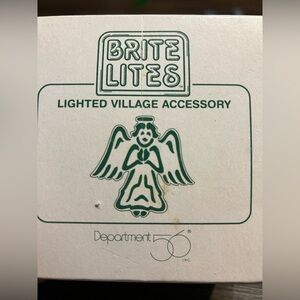 BRITE
LITES
LIGHTED VILLAGE ACCESSORY
Department 56®
INC.